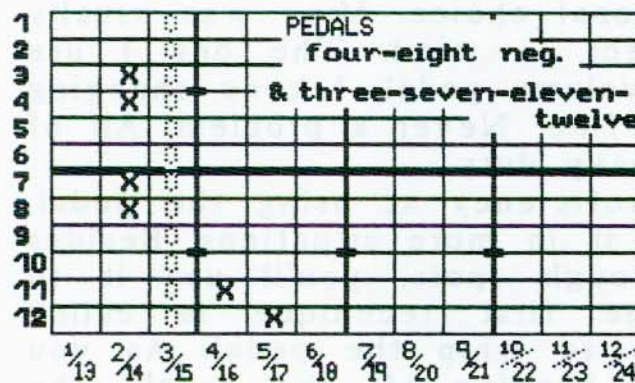 PEDALS
four-eight neg.
& three-seven-eleven-
twelve
1
2
3
4
5
6
7
8
9
10
11
12
X
X
X
X
X
X
1/13 2/14 3/15 4/16 5/17 6/18 7/19 8/20 9/21 10/22 11/23 12/24